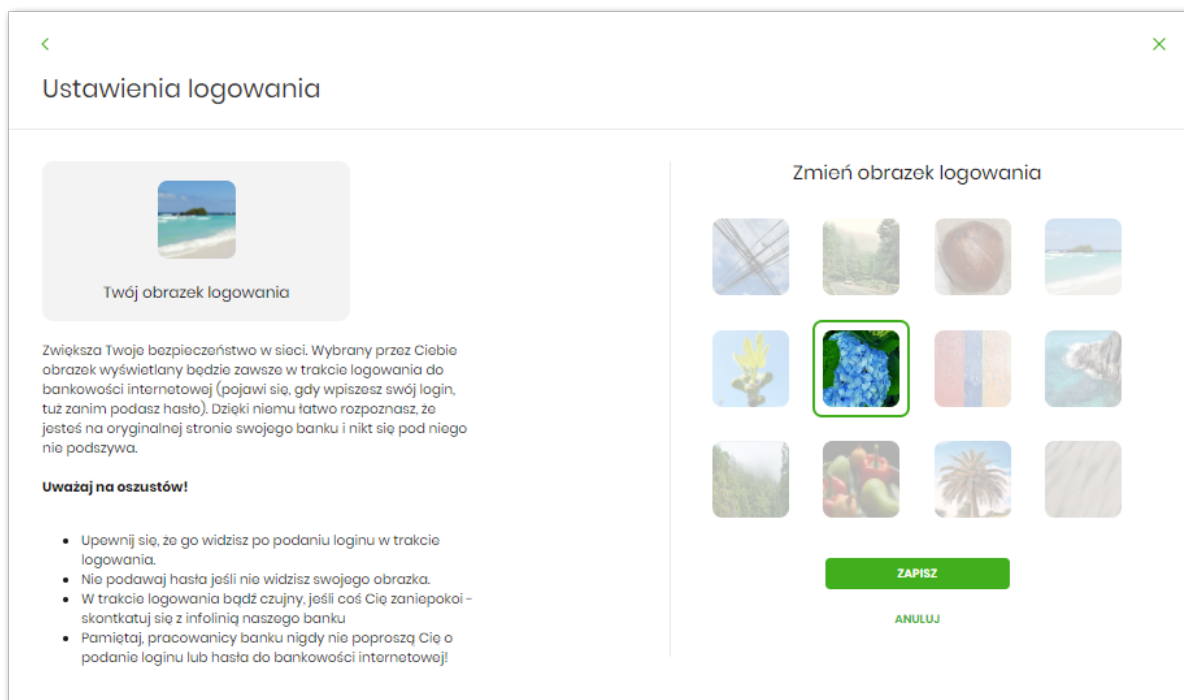 Ustawienia logowania
Twój obrazek logowania
Zwiększa Twoje bezpieczeństwo w sieci. Wybrany przez Ciebie
obrazek wyświetlany będzie zawsze w trakcie logowania do
bankowości internetowej (pojawi się, gdy wpiszesz swój login,
tuż zanim podasz hasło). Dzięki niemu łatwo rozpoznasz, że
jesteś na oryginalnej stronie swojego banku i nikt się pod niego
nie podszywa.
Uważaj na oszustów!
• Upewnij się, że go widzisz po podaniu loginu w trakcie
logowania.
• Nie podawaj hasła jeśli nie widzisz swojego obrazka.
• W trakcie logowania bądź czujny, jeśli coś Cię zaniepokoi -
skontkatuj się z infolinią naszego banku
• Pamiętaj, pracowanicy banku nigdy nie poproszą Cię o
podanie loginu lub hasła do bankowości internetowej!
Zmień obrazek logowania
ZAPISZ
ANULUJ